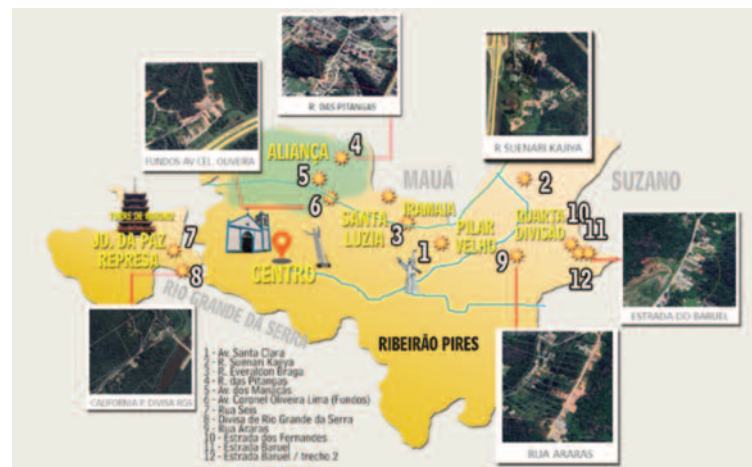 R. DAS PITANGAS
FUNDOS AV CEL. OLIVEIRA
R SUENARI KAJIYA
ALIANÇA
4
5
6
MAUÁ
2
SUZANO
SANTA LUZIA
IRAMAIA
3
PILAR VELHO
1
QUARTA DIVISÃO
10
11
12
9
JD. DA PAZ
REPRESA
7
8
CENTRO
RIO GRANDE DA SERRA
RIBEIRÃO PIRES
ESTRADA DO BARUEL
CALIFORNIA P. DIVISA RGS
RUA ARARAS
1 - Av. Santa Clara
2 - R. Suenari Kajiya
3 - R. Everaldon Braga
4 - R. das Pitangas
5 - Av. dos Manacás
6 - Av. Coronel Oliveira Lima (Fundos)
7 - Rua Seis
8 - Divisa de Rio Grande da Serra
9 - Rua Araras
10 - Estrada dos Fernandes
11 - Estrada Baruel
12 - Estrada Baruel / trecho 2